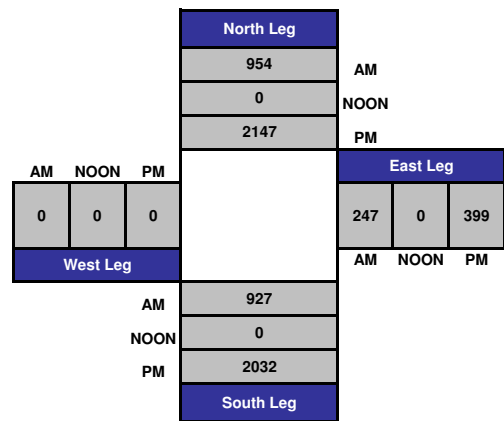 North Leg
954 AM
0 NOON
2147 PM
AM NOON PM East Leg
0 0 0 247 0 399
West Leg AM NOON PM
AM 927
NOON 0
PM 2032
South Leg